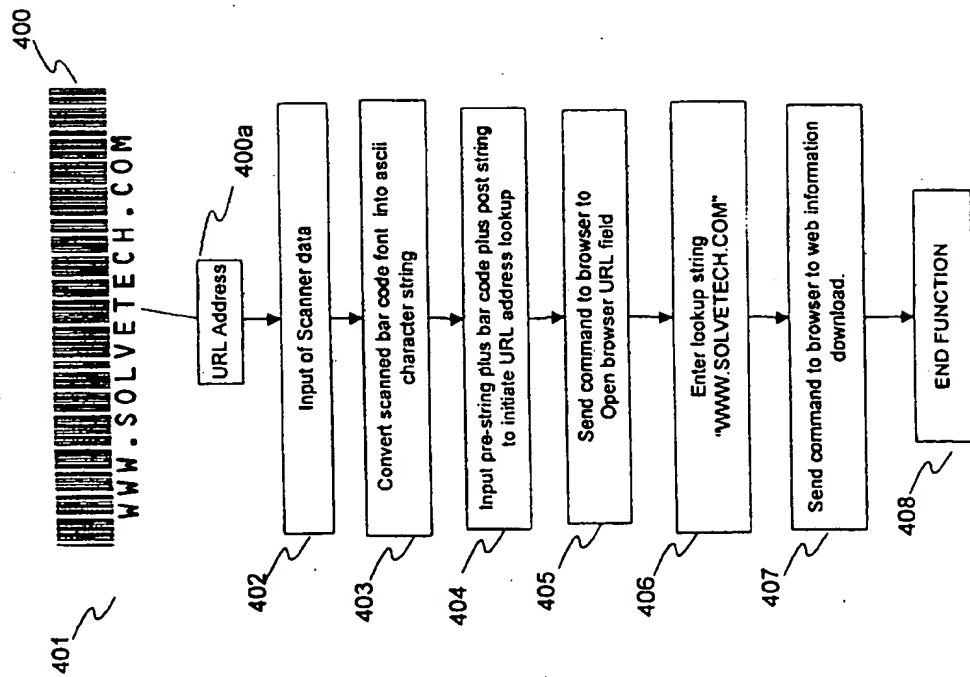 400
WWW.SOLVETECH.COM
401
400a
URL Address
402
Input of Scanner data
403
Convert scanned bar code font into ascii
character string
404
Input pre-string plus bar code plus post string
to initiate URL address lookup
405
Send command to browser to
Open browser URL field
406
Enter lookup string
"WWW.SOLVETECH.COM"
407
Send command to browser to web information
download.
408
END FUNCTION